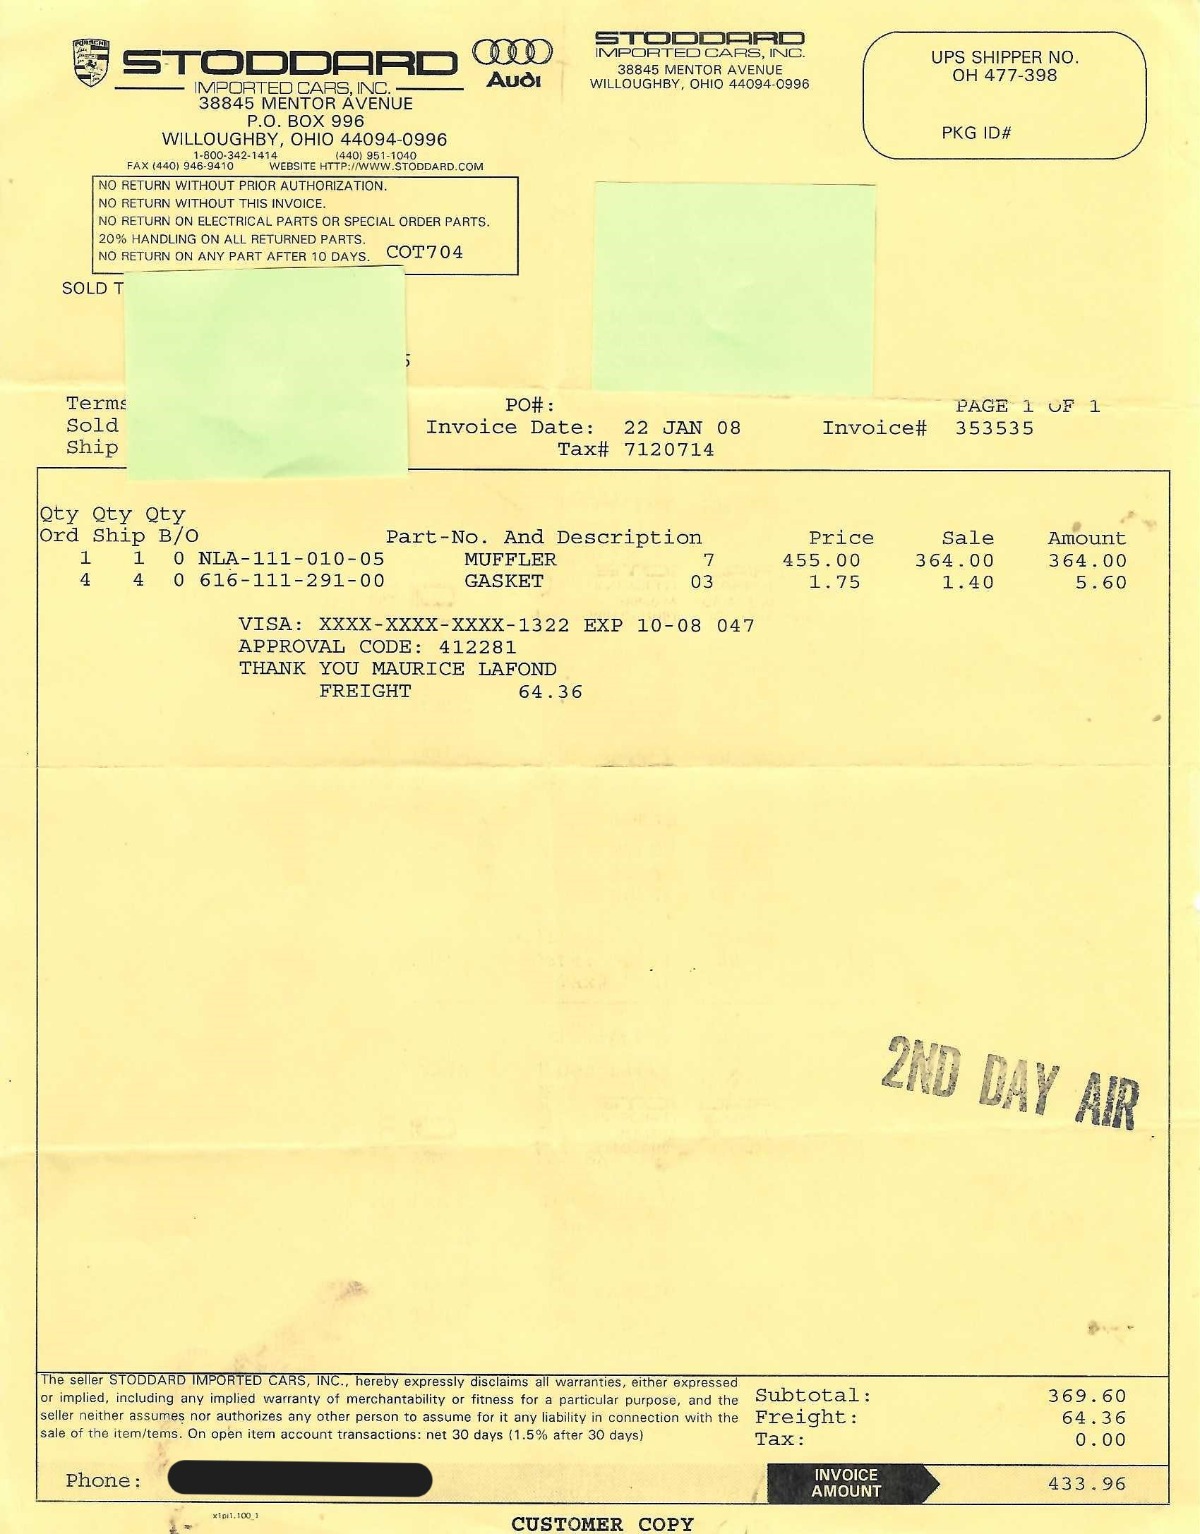 STODDARD
IMPORTED CARS, INC.
38845 MENTOR AVENUE
P.O. BOX 996
WILLOUGHBY, OHIO 44094-0996
1-800-342-1414 (440) 951-1040
FAX (440) 946-9410 WEBSITE HTTP://WWW.STODDARD.COM
PORSCHE
Audi
STODDARD
IMPORTED CARS, INC.
38845 MENTOR AVENUE
WILLOUGHBY, OHIO 44094-0996
UPS SHIPPER NO.
OH 477-398
PKG ID#
NO RETURN WITHOUT PRIOR AUTHORIZATION.
NO RETURN WITHOUT THIS INVOICE.
NO RETURN ON ELECTRICAL PARTS OR SPECIAL ORDER PARTS.
20% HANDLING ON ALL RETURNED PARTS.
NO RETURN ON ANY PART AFTER 10 DAYS. COT704
SOLD T
5
Terms PO#: PAGE 1 OF 1
Sold Invoice Date: 22 JAN 08 Invoice# 353535
Ship Tax# 7120714
Qty Qty Qty
Ord Ship B/O Part-No. And Description Price Sale Amount
1 1 0 NLA-111-010-05 MUFFLER 7 455.00 364.00 364.00
4 4 0 616-111-291-00 GASKET 03 1.75 1.40 5.60
VISA: XXXX-XXXX-XXXX-1322 EXP 10-08 047
APPROVAL CODE: 412281
THANK YOU MAURICE LAFOND
FREIGHT 64.36
2ND DAY AIR
The seller STODDARD IMPORTED CARS, INC., hereby expressly disclaims all warranties, either expressed
or implied, including any implied warranty of merchantability or fitness for a particular purpose, and the
seller neither assumes nor authorizes any other person to assume for it any liability in connection with the
sale of the item/tems. On open item account transactions: net 30 days (1.5% after 30 days)
Subtotal: 369.60
Freight: 64.36
Tax: 0.00
Phone:
INVOICE
AMOUNT 433.96
x1pi1.100_1
CUSTOMER COPY